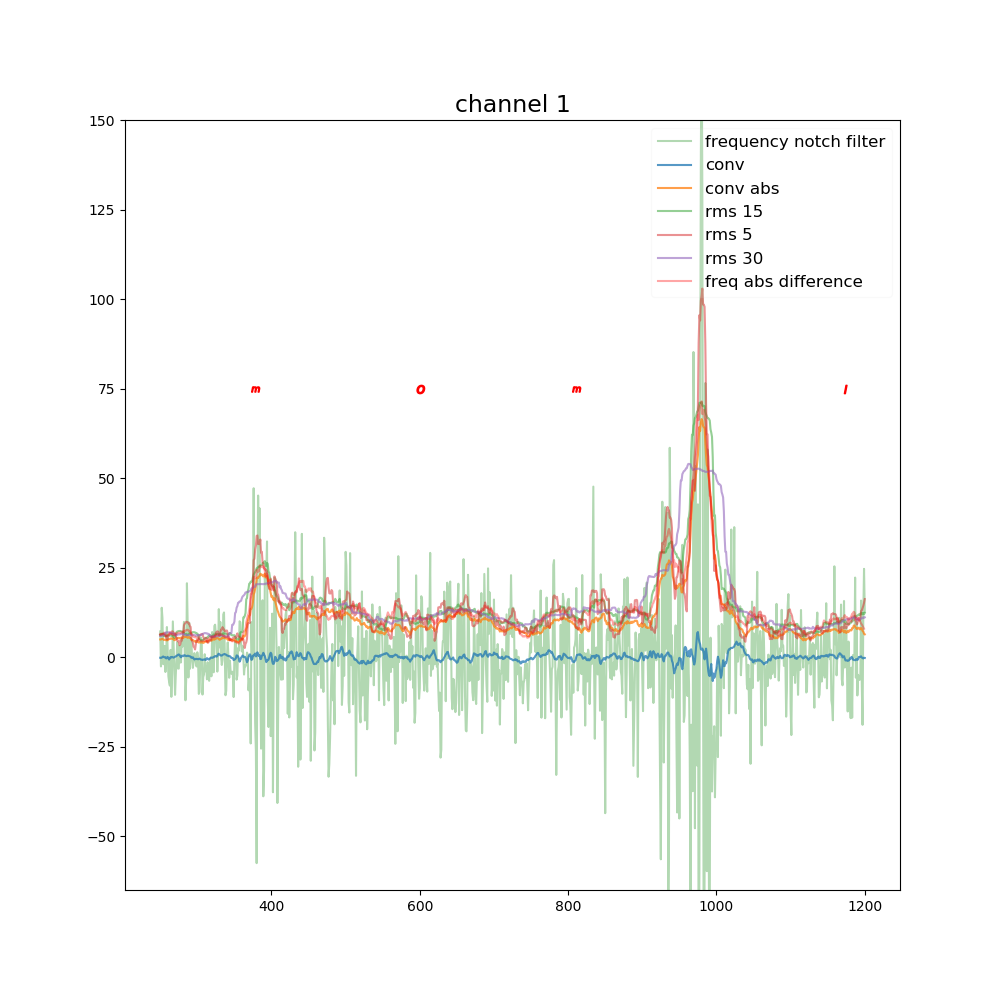 channel 1
150
125
100
75
50
25
0
−25
−50
frequency notch filter
conv
conv abs
rms 15
rms 5
rms 30
freq abs difference
m o m I
400 600 800 1000 1200